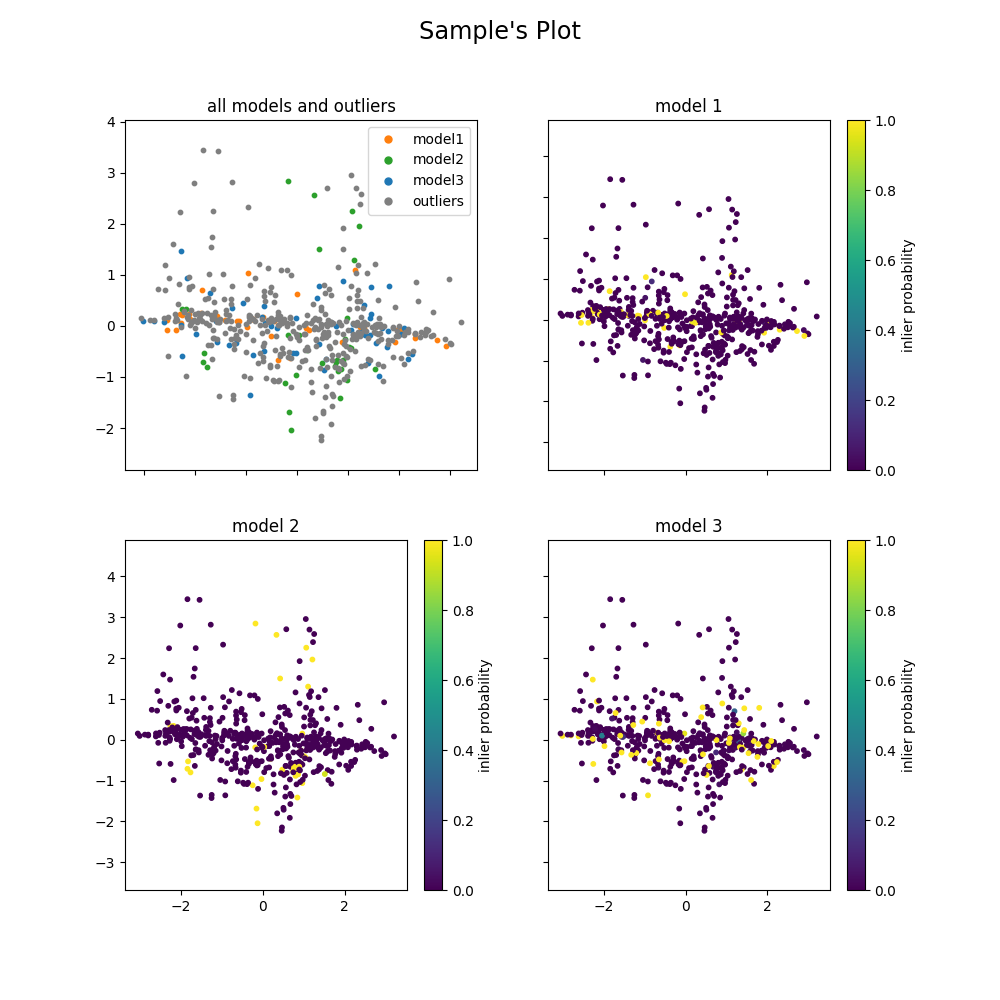 Sample's Plot
all models and outliers
4
3
2
1
0
−1
−2
model1
model2
model3
outliers
model 1
1.0
0.8
0.6
0.4
0.2
0.0
inlier probability
model 2
4
3
2
1
0
−1
−2
−3
−2 0 2
1.0
0.8
0.6
0.4
0.2
0.0
inlier probability
model 3
−2 0 2
1.0
0.8
0.6
0.4
0.2
0.0
inlier probability